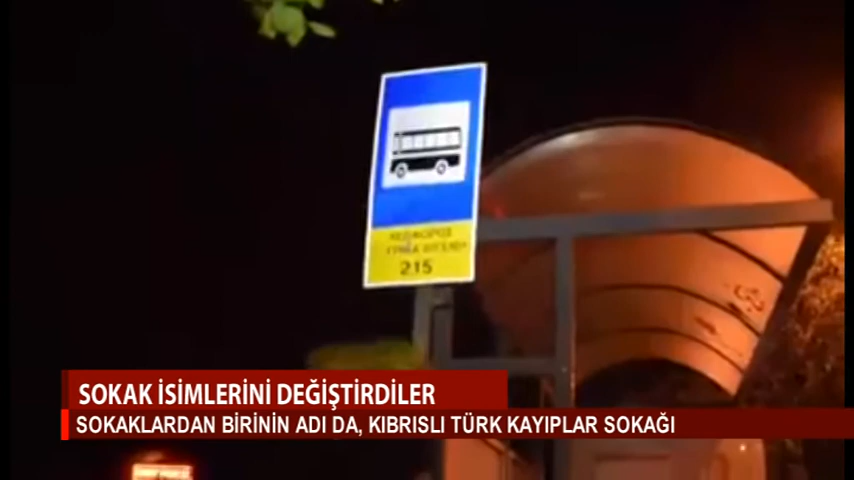 215
SOKAK İSİMLERİNİ DEĞİŞTİRDİLER
SOKAKLARDAN BİRİNİN ADI DA, KIBRISLI TÜRK KAYIPLAR SOKAĞI